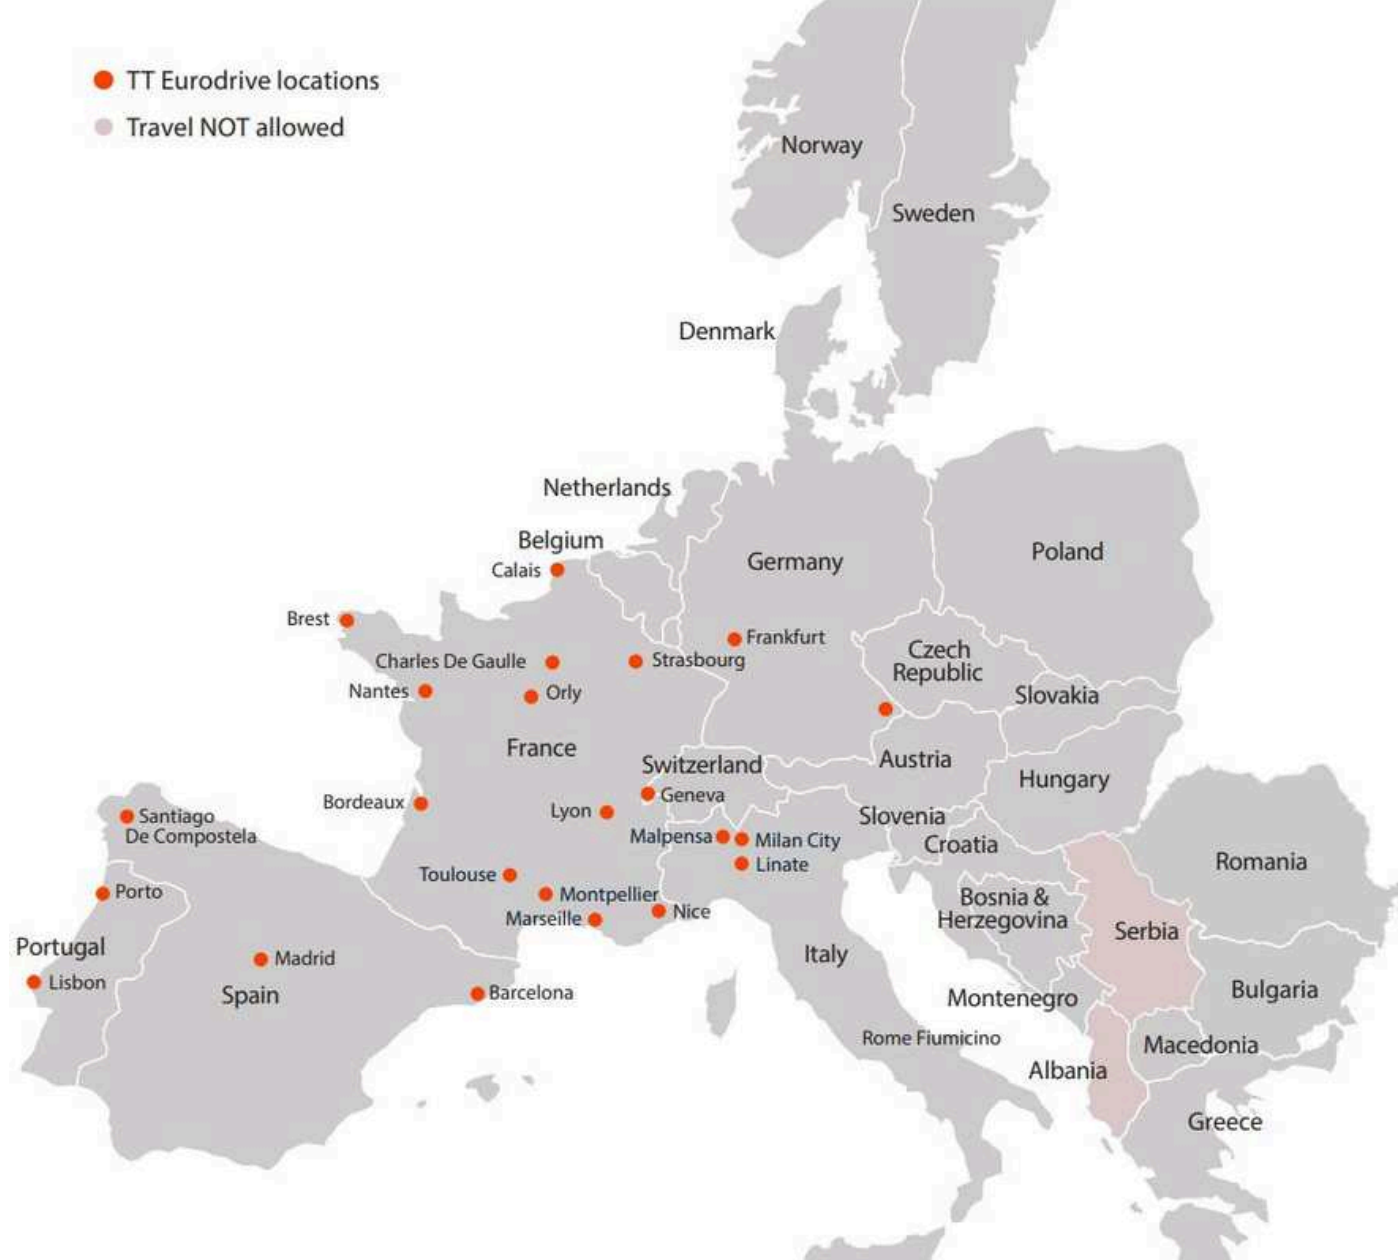 TT Eurodrive locations
Travel NOT allowed
Norway
Sweden
Denmark
Netherlands
Belgium
Calais
Germany
Poland
Brest
Frankfurt
Charles De Gaulle
Strasbourg
Czech
Republic
Nantes
Orly
Slovakia
France
Switzerland
Austria
Hungary
Geneva
Bordeaux
Lyon
Slovenia
Santiago
De Compostela
Malpensa
Milan City
Croatia
Linate
Romania
Toulouse
Montpellier
Porto
Bosnia &
Herzegovina
Marseille
Nice
Serbia
Portugal
Madrid
Italy
Lisbon
Spain
Barcelona
Montenegro
Bulgaria
Rome Fiumicino
Macedonia
Albania
Greece